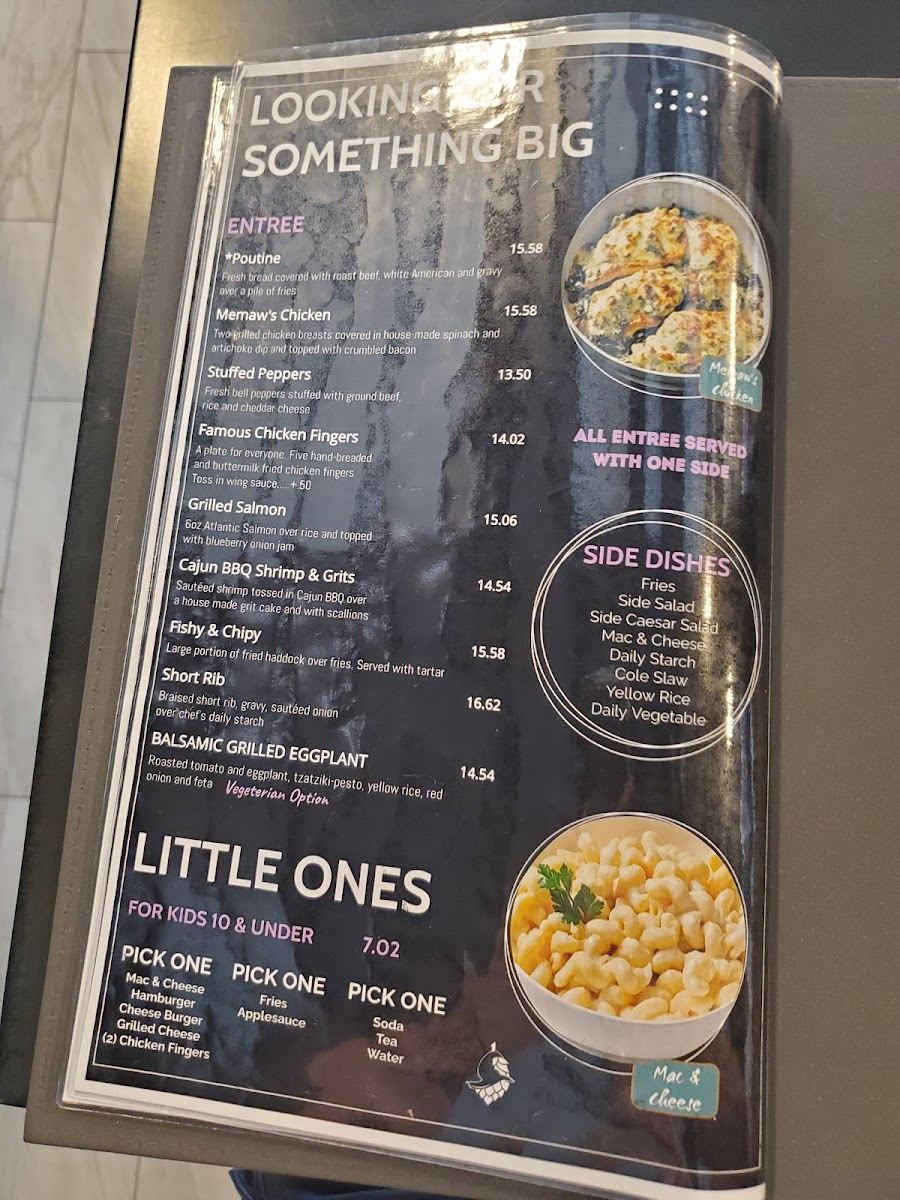 LOOKING
SOMETHING BIG
ENTREE
*Poutine 15.58
Fresh bread covered with roast beef, white American and gravy
over a pile of fries
Memaw's Chicken 15.58
Two grilled chicken breasts covered in house-made spinach and
artichoke dip and topped with crumbled bacon
Stuffed Peppers 13.50
Fresh bell peppers stuffed with ground beef,
rice and cheddar cheese
Famous Chicken Fingers 14.02
A plate for everyone. Five hand-breaded
and buttermilk fried chicken fingers
Toss in wing sauce.....+.50
Grilled Salmon 15.06
6oz Atlantic Salmon over rice and topped
with blueberry onion jam
Cajun BBQ Shrimp & Grits 14.54
Sautéed shrimp tossed in Cajun BBQ over
a house made grit cake and with scallions
Fishy & Chipy 15.58
Large portion of fried haddock over fries. Served with tartar
Short Rib 16.62
Braised short rib, gravy, sautéed onion
over chef's daily starch
BALSAMIC GRILLED EGGPLANT 14.54
Roasted tomato and eggplant, tzatziki-pesto, yellow rice, red
onion and feta Vegeterian Option
Memaw's
Chicken
ALL ENTREE SERVED
WITH ONE SIDE
SIDE DISHES
Fries
Side Salad
Side Caesar Salad
Mac & Cheese
Daily Starch
Cole Slaw
Yellow Rice
Daily Vegetable
LITTLE ONES
FOR KIDS 10 & UNDER 7.02
PICK ONE
Mac & Cheese
Hamburger
Cheese Burger
Grilled Cheese
(2) Chicken Fingers
PICK ONE
Fries
Applesauce
PICK ONE
Soda
Tea
Water
Mac &
cheese